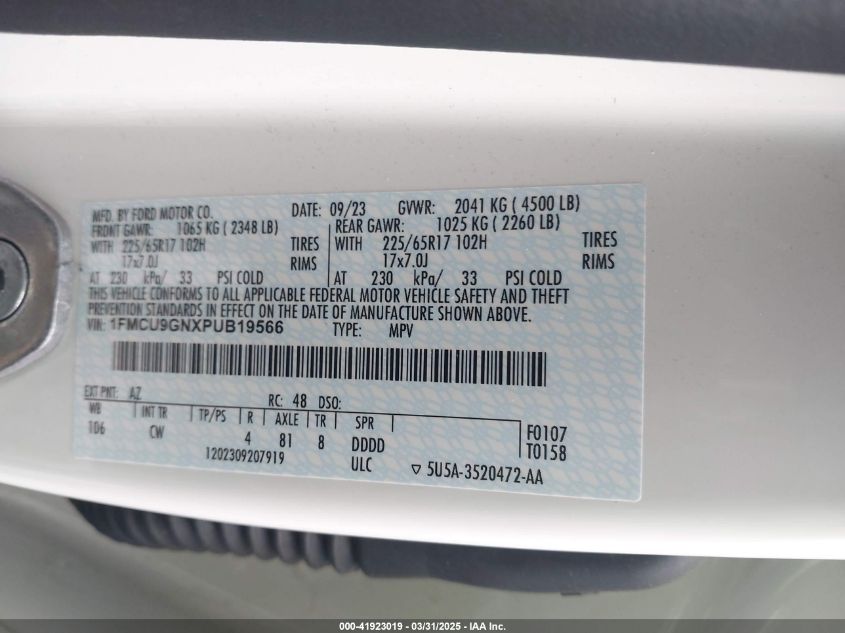 MFD. BY FORD MOTOR CO. DATE: 09/23 GVWR: 2041 KG ( 4500 LB)
FRONT GAWR: 1065 KG ( 2348 LB) REAR GAWR: 1025 KG ( 2260 LB)
WITH 225/65R17 102H TIRES WITH 225/65R17 102H TIRES
17x7.0J RIMS 17x7.0J RIMS
AT 230 kPa/ 33 PSI COLD AT 230 kPa/ 33 PSI COLD
THIS VEHICLE CONFORMS TO ALL APPLICABLE FEDERAL MOTOR VEHICLE SAFETY AND THEFT
PREVENTION STANDARDS IN EFFECT ON THE DATE OF MANUFACTURE SHOWN ABOVE.
VIN: 1FMCU9GNXPUB19566 TYPE: MPV
EXT PNT: AZ RC: 48 DSO:
WB INT TR TP/PS R AXLE TR SPR
106 CW 4 81 8 DDDD
F0107
T0158
1202309207919 ULC ▽ 5U5A-3520472-AA
000-41923019 - 03/31/2025 - IAA Inc.